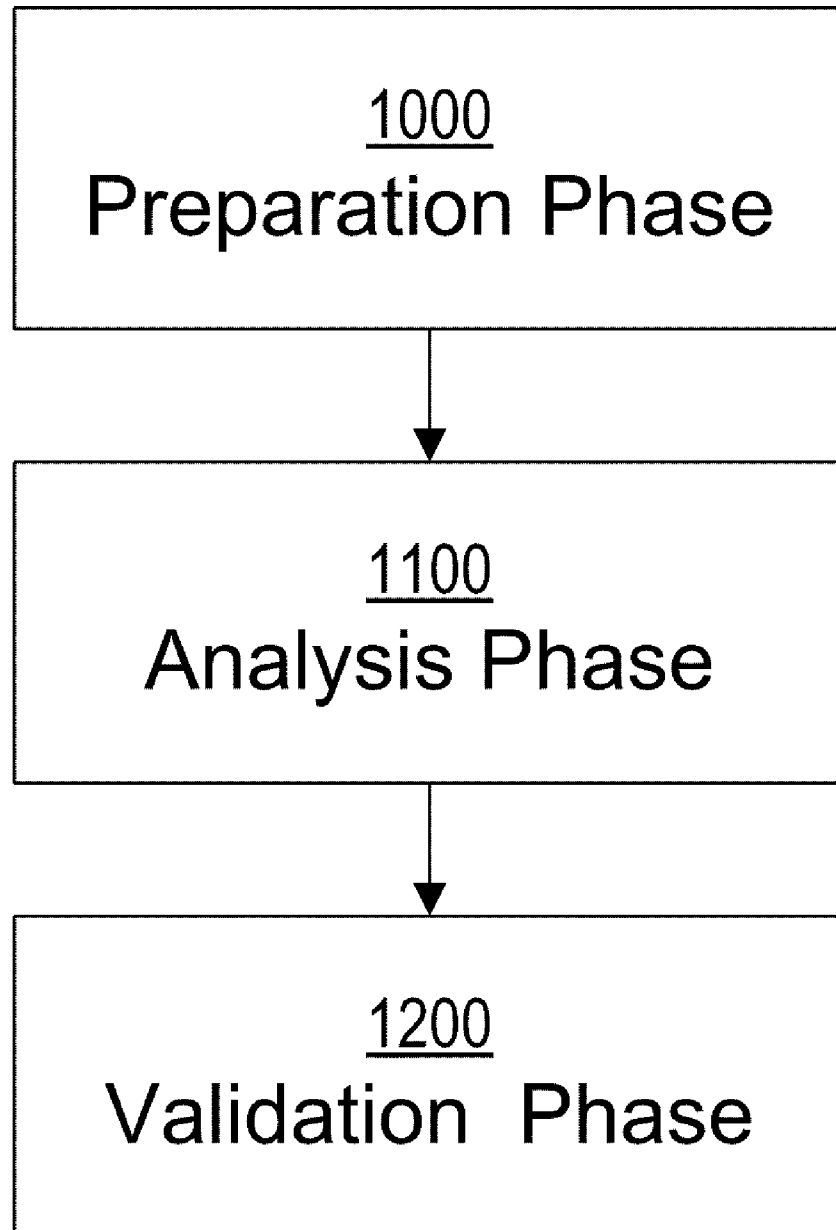 1000
Preparation Phase
1100
Analysis Phase
1200
Validation  Phase